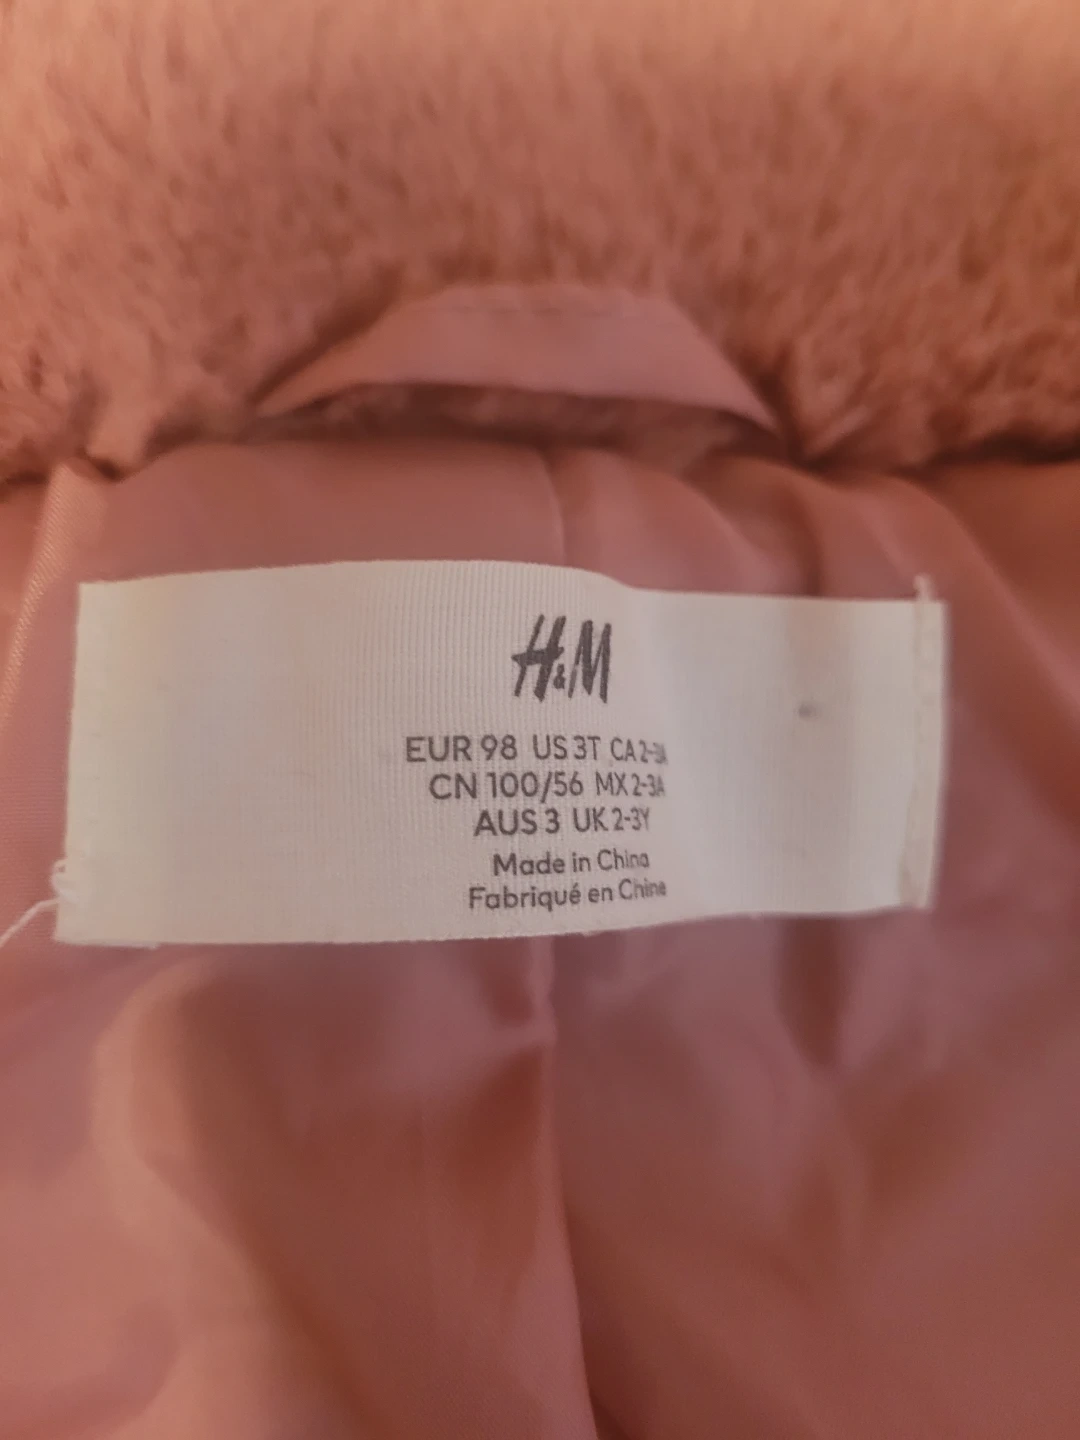 H&M
EUR 98 US 3T CA 2-3A
CN 100/56 MX 2-3A
AUS 3 UK 2-3Y
Made in China
Fabriqué en Chine